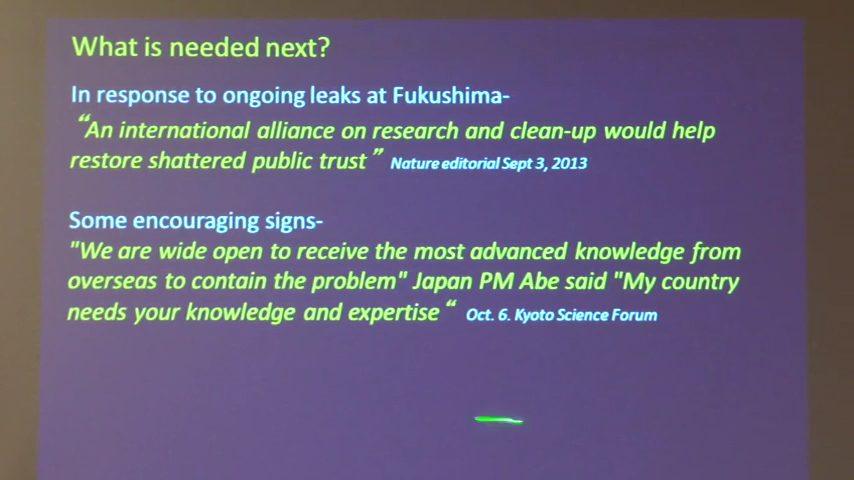 What is needed next?
In response to ongoing leaks at Fukushima-
“An international alliance on research and clean-up would help
restore shattered public trust” Nature editorial Sept 3, 2013
Some encouraging signs-
"We are wide open to receive the most advanced knowledge from
overseas to contain the problem" Japan PM Abe said "My country
needs your knowledge and expertise“ Oct. 6. Kyoto Science Forum